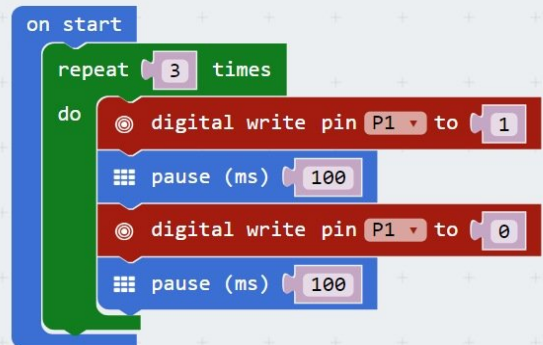 on start
repeat 3 times
do
digital write pin P1 to 1
pause (ms) 100
digital write pin P1 to 0
pause (ms) 100